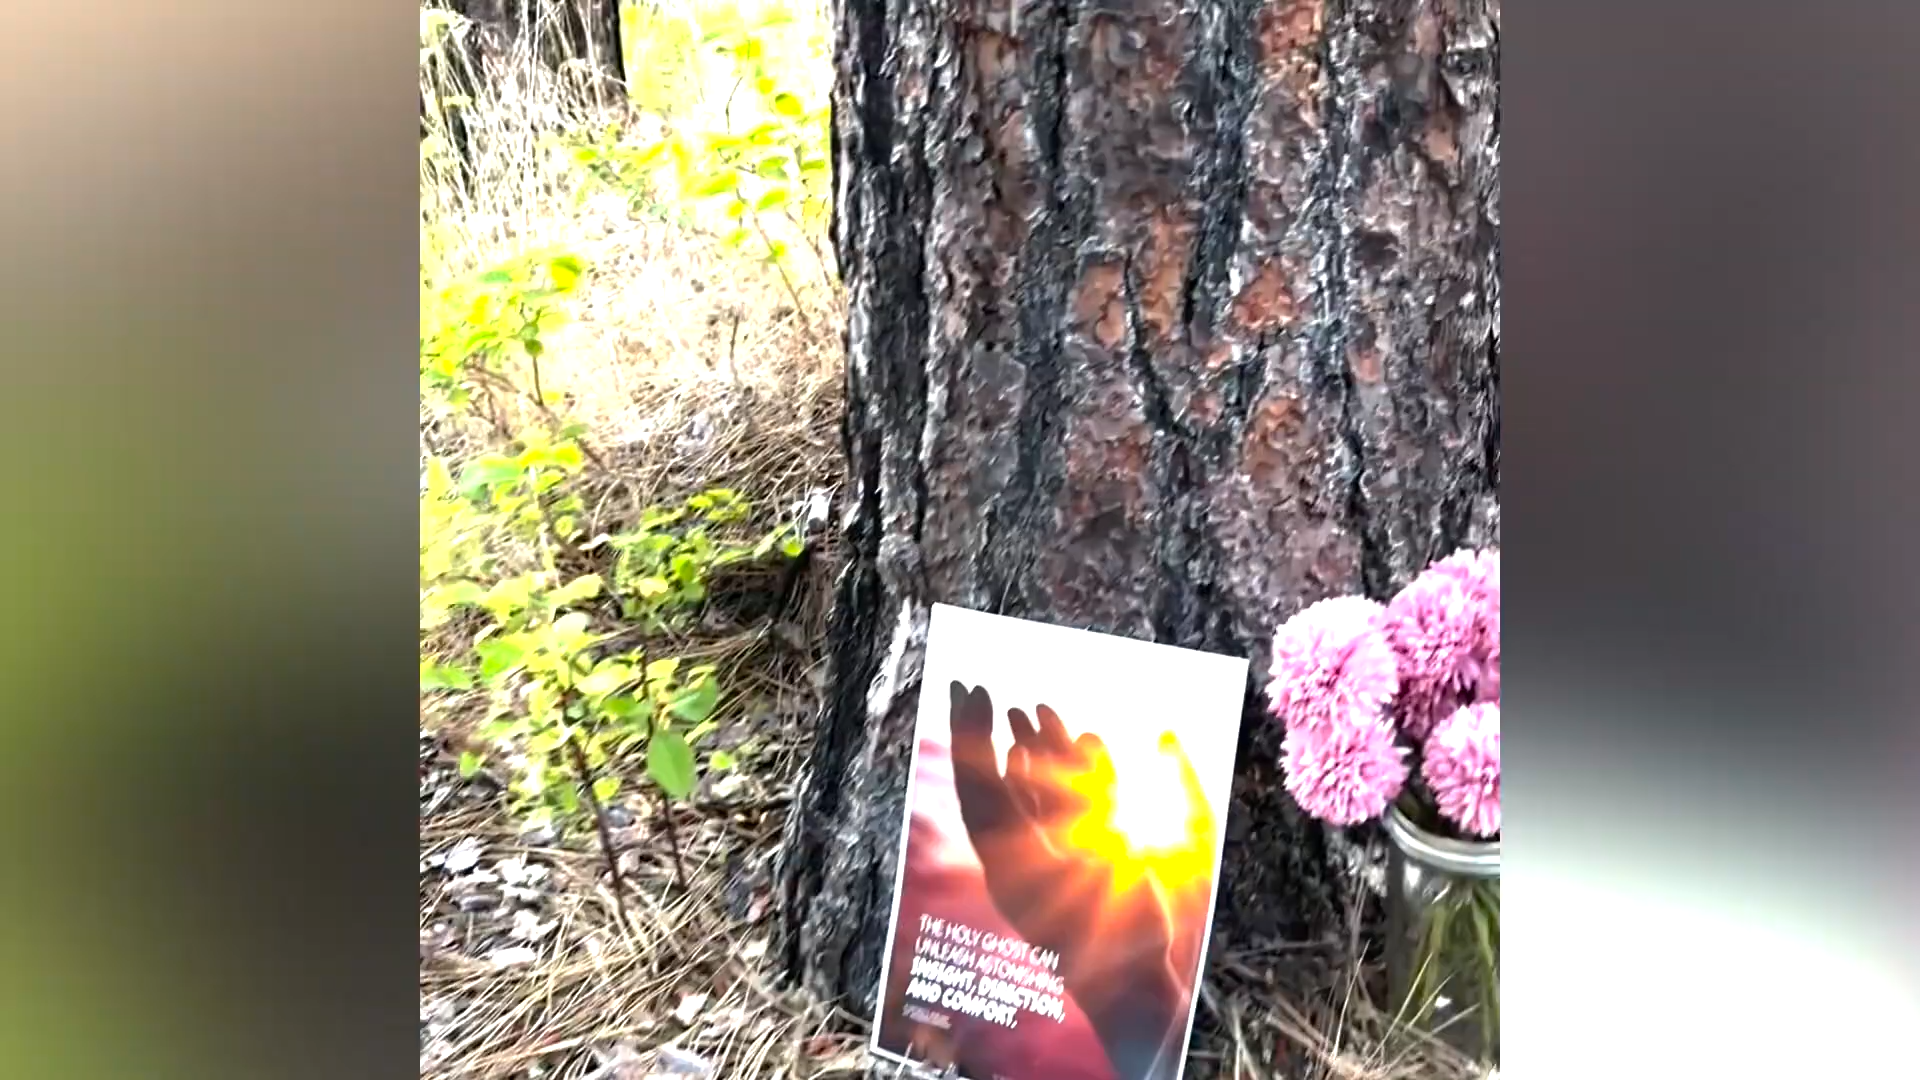 THE HOLY GHOST CAN
UNLEASH ASTONISHING
INSIGHT, DIRECTION,
AND COMFORT,